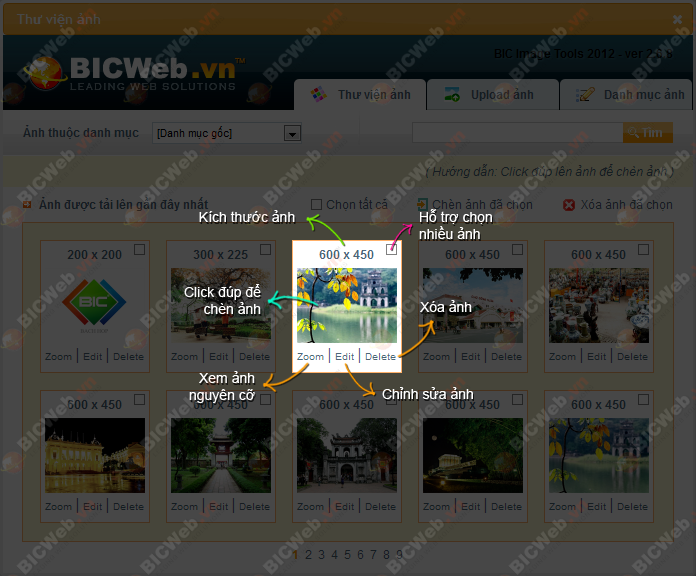 Thư viện ảnh
BICWeb.vn™
LEADING WEB SOLUTIONS
BIC Image Tools 2012 - ver
Thư viện ảnh
Upload ảnh
Danh mục ảnh
Ảnh thuộc danh mục
[Danh mục gốc]
Tìm
( Hướng dẫn: Click đúp lên ảnh để chèn ảnh )
Ảnh được tải lên gần đây nhất
Chọn tất cả
Chèn ảnh đã chọn
Xóa ảnh đã chọn
Kích thước ảnh
Hỗ trợ chọn
nhiều ảnh
200 x 200
300 x 225
600 x 450
600 x 450
600 x 450
BIC
Click đúp để
chèn ảnh
Xóa ảnh
Zoom | Edit | Delete
Zoom | Edit | Delete
Zoom | Edit | Delete
Zoom | Edit | Delete
Zoom | Edit | Delete
Xem ảnh
nguyên cỡ
Chỉnh sửa ảnh
600 x 450
600 x 450
600 x 450
600 x 450
600 x 450
Zoom | Edit | Delete
Zoom | Edit | Delete
Zoom | Edit | Delete
Zoom | Edit | Delete
Zoom | Edit | Delete
1 2 3 4 5 6 7 8 9